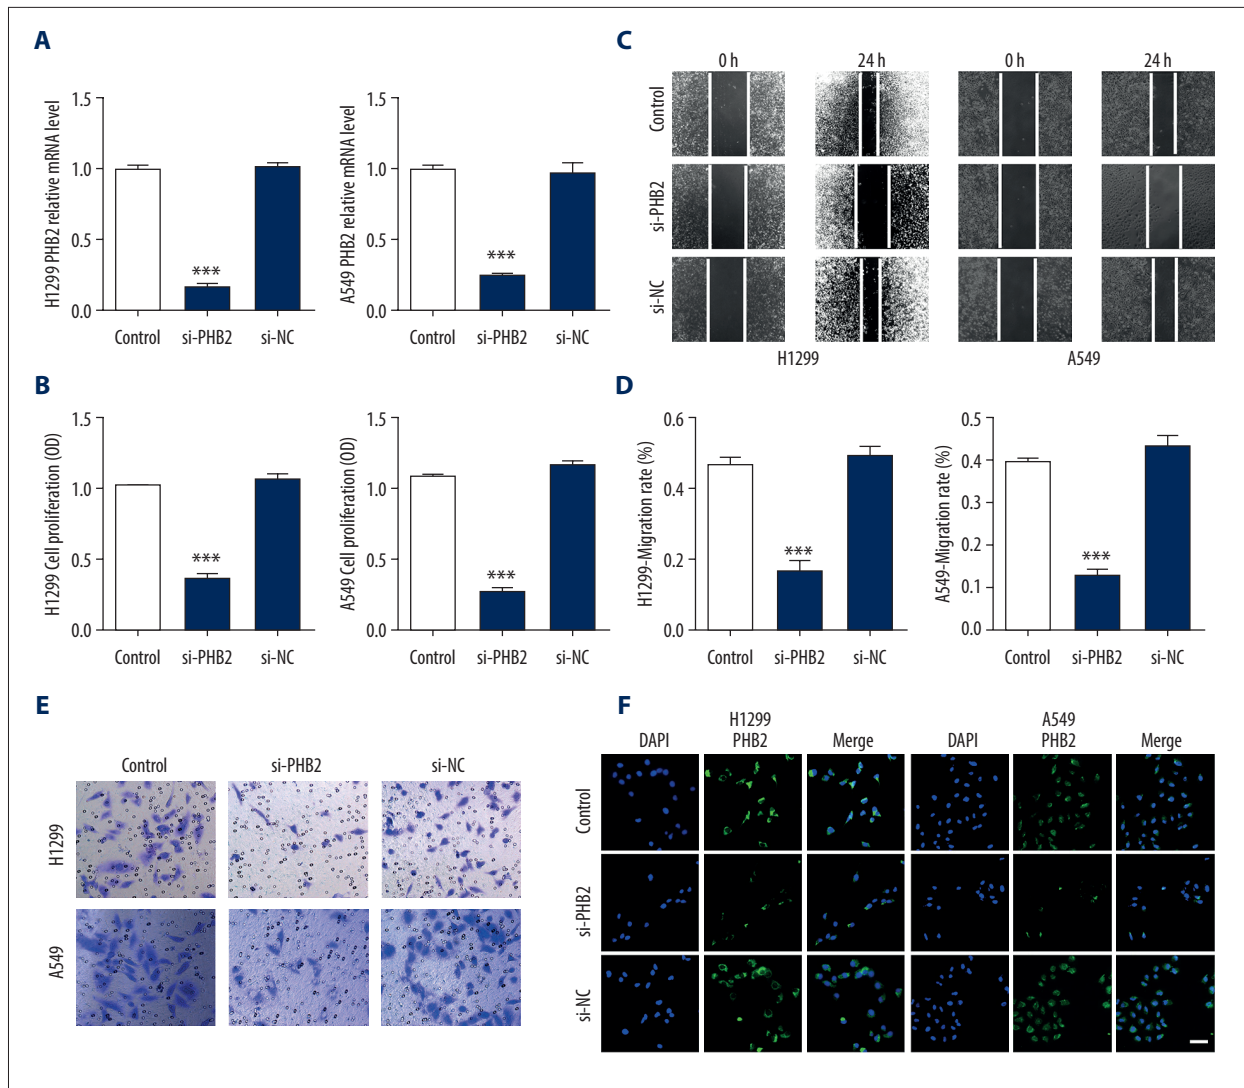 A
H1299 PHB2 relative mRNA level
1.5
1.0
0.5
0.0
***
Control si-PHB2 si-NC
A549 PHB2 relative mRNA level
1.5
1.0
0.5
0.0
***
Control si-PHB2 si-NC
B
H1299 Cell proliferation (OD)
1.5
1.0
0.5
0.0
***
Control si-PHB2 si-NC
A549 Cell proliferation (OD)
1.5
1.0
0.5
0.0
***
Control si-PHB2 si-NC
C
0 h 24 h 0 h 24 h
Control
si-PHB2
si-NC
H1299 A549
D
H1299-Migration rate (%)
0.6
0.4
0.2
0.0
***
Control si-PHB2 si-NC
A549-Migration rate (%)
0.5
0.4
0.3
0.2
0.1
0.0
***
Control si-PHB2 si-NC
E
Control si-PHB2 si-NC
H1299
A549
F
H1299 A549
DAPI PHB2 Merge DAPI PHB2 Merge
Control
si-PHB2
si-NC